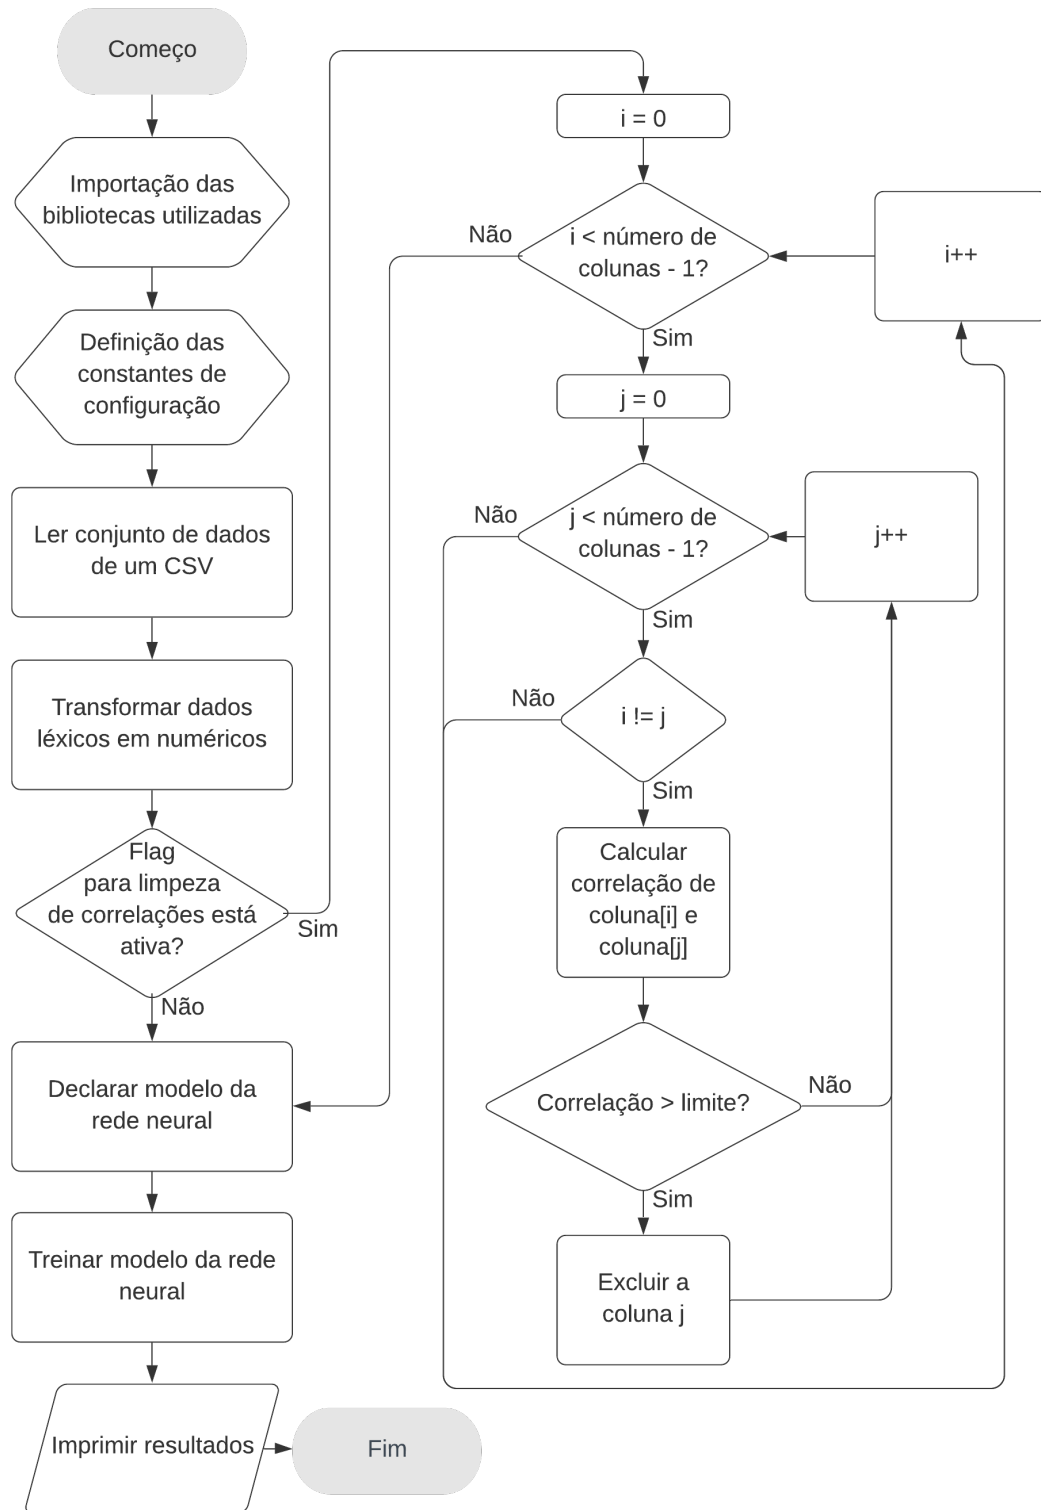 Começo
Importação das
bibliotecas utilizadas
Definição das
constantes de
configuração
Ler conjunto de dados
de um CSV
Transformar dados
léxicos em numéricos
Flag
para limpeza
de correlações está
ativa?
Sim
Não
Declarar modelo da
rede neural
Treinar modelo da rede
neural
Imprimir resultados
Fim
i = 0
i < número de
colunas - 1?
Não
Sim
i++
j = 0
j < número de
colunas - 1?
Não
Sim
j++
i != j
Não
Sim
Calcular
correlação de
coluna[i] e
coluna[j]
Correlação > limite?
Não
Sim
Excluir a
coluna j